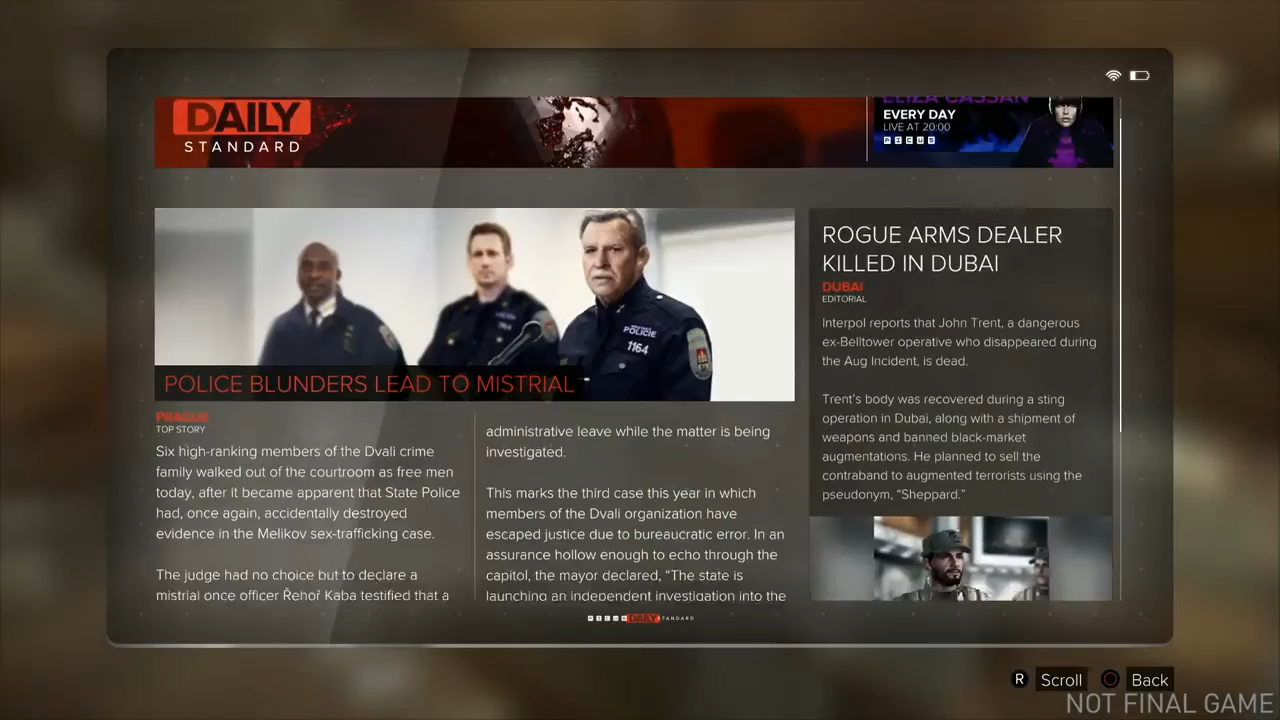 DAILY
STANDARD
ELIZA CASSAN
EVERY DAY
LIVE AT 20:00
PICUS
POLICIE
1164
POLICE BLUNDERS LEAD TO MISTRIAL
PRAGUE
TOP STORY
Six high-ranking members of the Dvali crime
family walked out of the courtroom as free men
today, after it became apparent that State Police
had, once again, accidentally destroyed
evidence in the Melikov sex-trafficking case.
The judge had no choice but to declare a
mistrial once officer Řehoř Kaba testified that a
administrative leave while the matter is being
investigated.
This marks the third case this year in which
members of the Dvali organization have
escaped justice due to bureaucratic error. In an
assurance hollow enough to echo through the
capitol, the mayor declared, “The state is
launching an independent investigation into the
ROGUE ARMS DEALER
KILLED IN DUBAI
DUBAI
EDITORIAL
Interpol reports that John Trent, a dangerous
ex-Belltower operative who disappeared during
the Aug Incident, is dead.
Trent’s body was recovered during a sting
operation in Dubai, along with a shipment of
weapons and banned black-market
augmentations. He planned to sell the
contraband to augmented terrorists using the
pseudonym, “Sheppard.”
PICUS DAILY STANDARD
R Scroll Back
NOT FINAL GAME